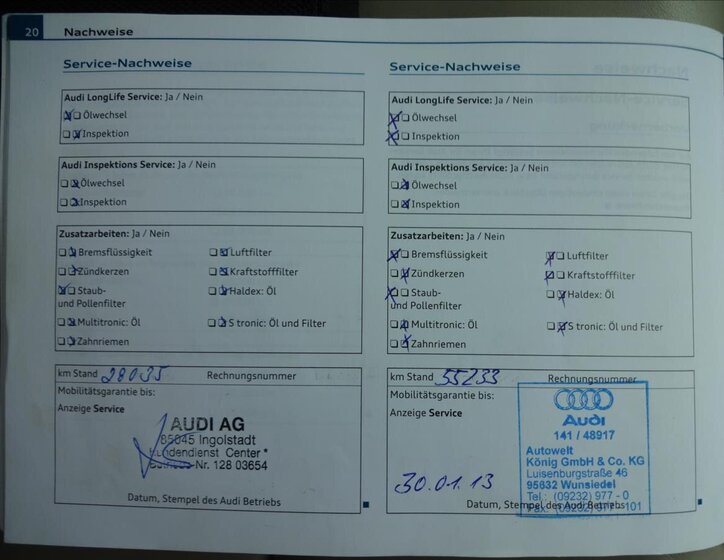 20 Nachweise
Service-Nachweise
Audi LongLife Service: Ja / Nein
Ölwechsel
Inspektion
Audi Inspektions Service: Ja / Nein
Ölwechsel
Inspektion
Zusatzarbeiten: Ja / Nein
Bremsflüssigkeit
Luftfilter
Zündkerzen
Kraftstofffilter
Staub-
und Pollenfilter
Haldex: Öl
Multitronic: Öl
S tronic: Öl und Filter
Zahnriemen
km Stand 28035 Rechnungsnummer
Mobilitätsgarantie bis:
Anzeige Service
AUDI AG
85045 Ingolstadt
Kundendienst Center *
Nr. 128 03654
Datum, Stempel des Audi Betriebs
Service-Nachweise
Audi LongLife Service: Ja / Nein
Ölwechsel
Inspektion
Audi Inspektions Service: Ja / Nein
Ölwechsel
Inspektion
Zusatzarbeiten: Ja / Nein
Bremsflüssigkeit
Luftfilter
Zündkerzen
Kraftstofffilter
Staub-
und Pollenfilter
Haldex: Öl
Multitronic: Öl
S tronic: Öl und Filter
Zahnriemen
km Stand 55233 Rechnungsnummer
Mobilitätsgarantie bis:
Anzeige Service
Audi
141 / 48917
Autowelt
König GmbH & Co. KG
Luisenburgstraße 46
95632 Wunsiedel
Tel.: (09232) 977 - 0
Fax: (09232) 977 - 101
30.01.13
Datum, Stempel des Audi Betriebs